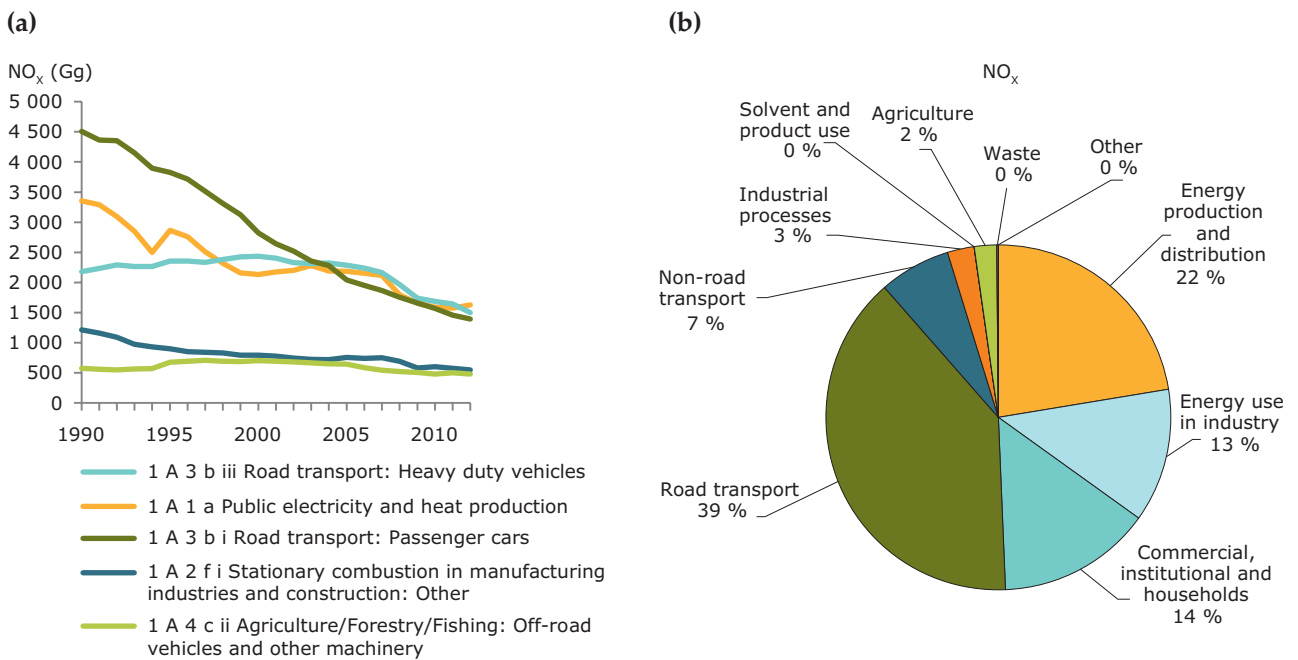 (a)
NOx (Gg)
5 000
4 500
4 000
3 500
3 000
2 500
2 000
1 500
1 000
500
0
1990
1995
2000
2005
2010
1 A 3 b iii Road transport: Heavy duty vehicles
1 A 1 a Public electricity and heat production
1 A 3 b i Road transport: Passenger cars
1 A 2 f i Stationary combustion in manufacturing
industries and construction: Other
1 A 4 c ii Agriculture/Forestry/Fishing: Off-road
vehicles and other machinery
(b)
NOx
Solvent and
product use
0 %
Agriculture
2 %
Waste
0 %
Other
0 %
Energy
production
and
distribution
22 %
Industrial
processes
3 %
Non-road
transport
7 %
Energy use
in industry
13 %
Road transport
39 %
Commercial,
institutional and
households
14 %